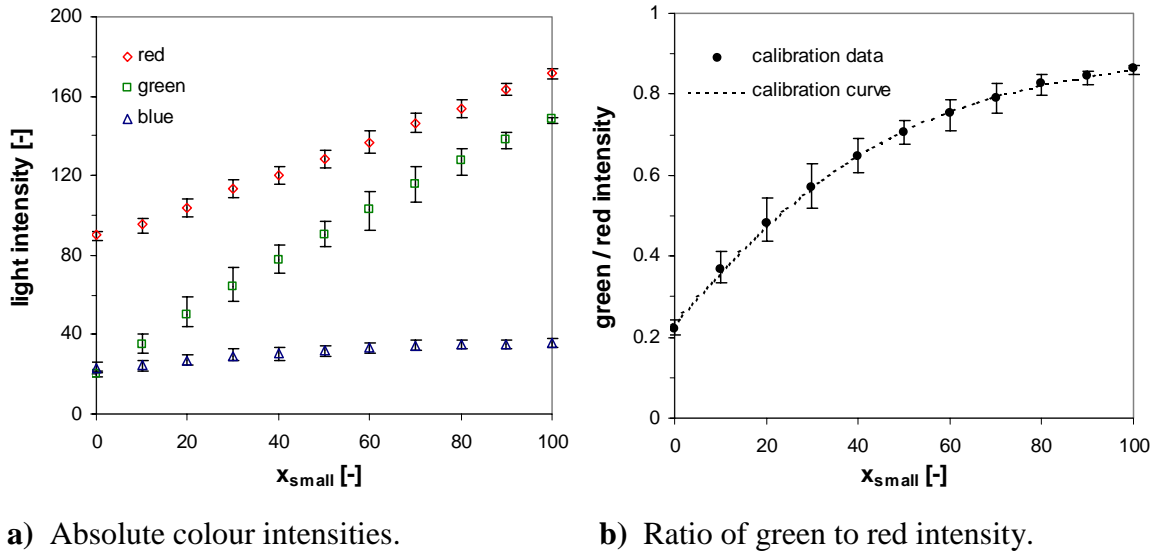 200
160
120
80
40
0
light intensity [-]
red
green
blue
0 20 40 60 80 100
x_small [-]
1
0.8
0.6
0.4
0.2
0
green / red intensity
calibration data
calibration curve
0 20 40 60 80 100
x_small [-]
a) Absolute colour intensities.
b) Ratio of green to red intensity.